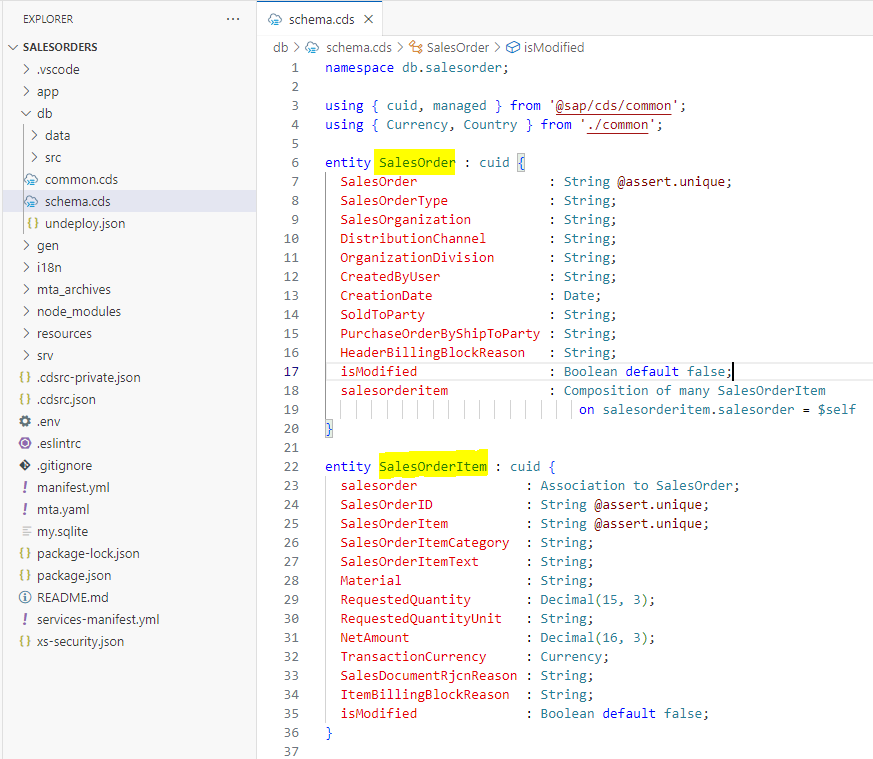 EXPLORER
SALESORDERS
.vscode
app
db
data
src
common.cds
schema.cds
undeploy.json
gen
i18n
mta_archives
node_modules
resources
srv
.cdsrc-private.json
.cdsrc.json
.env
.eslintrc
.gitignore
manifest.yml
mta.yaml
my.sqlite
package-lock.json
package.json
README.md
services-manifest.yml
xs-security.json
schema.cds
db > schema.cds > SalesOrder > isModified
1 namespace db.salesorder;
2
3 using { cuid, managed } from '@sap/cds/common';
4 using { Currency, Country } from './common';
5
6 entity SalesOrder : cuid {
7 SalesOrder : String @assert.unique;
8 SalesOrderType : String;
9 SalesOrganization : String;
10 DistributionChannel : String;
11 OrganizationDivision : String;
12 CreatedByUser : String;
13 CreationDate : Date;
14 SoldToParty : String;
15 PurchaseOrderByShipToParty : String;
16 HeaderBillingBlockReason : String;
17 isModified : Boolean default false;
18 salesorderitem : Composition of many SalesOrderItem
19 on salesorderitem.salesorder = $self
20 }
21
22 entity SalesOrderItem : cuid {
23 salesorder : Association to SalesOrder;
24 SalesOrderID : String @assert.unique;
25 SalesOrderItem : String @assert.unique;
26 SalesOrderItemCategory : String;
27 SalesOrderItemText : String;
28 Material : String;
29 RequestedQuantity : Decimal(15, 3);
30 RequestedQuantityUnit : String;
31 NetAmount : Decimal(16, 3);
32 TransactionCurrency : Currency;
33 SalesDocumentRjcnReason : String;
34 ItemBillingBlockReason : String;
35 isModified : Boolean default false;
36 }
37